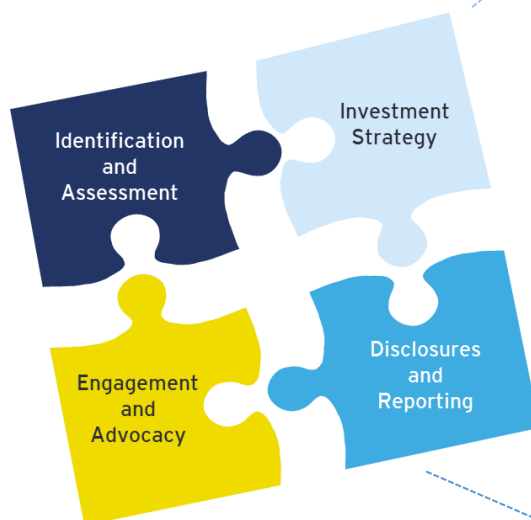 Identification
and
Assessment
Investment
Strategy
Engagement
and
Advocacy
Disclosures
and
Reporting